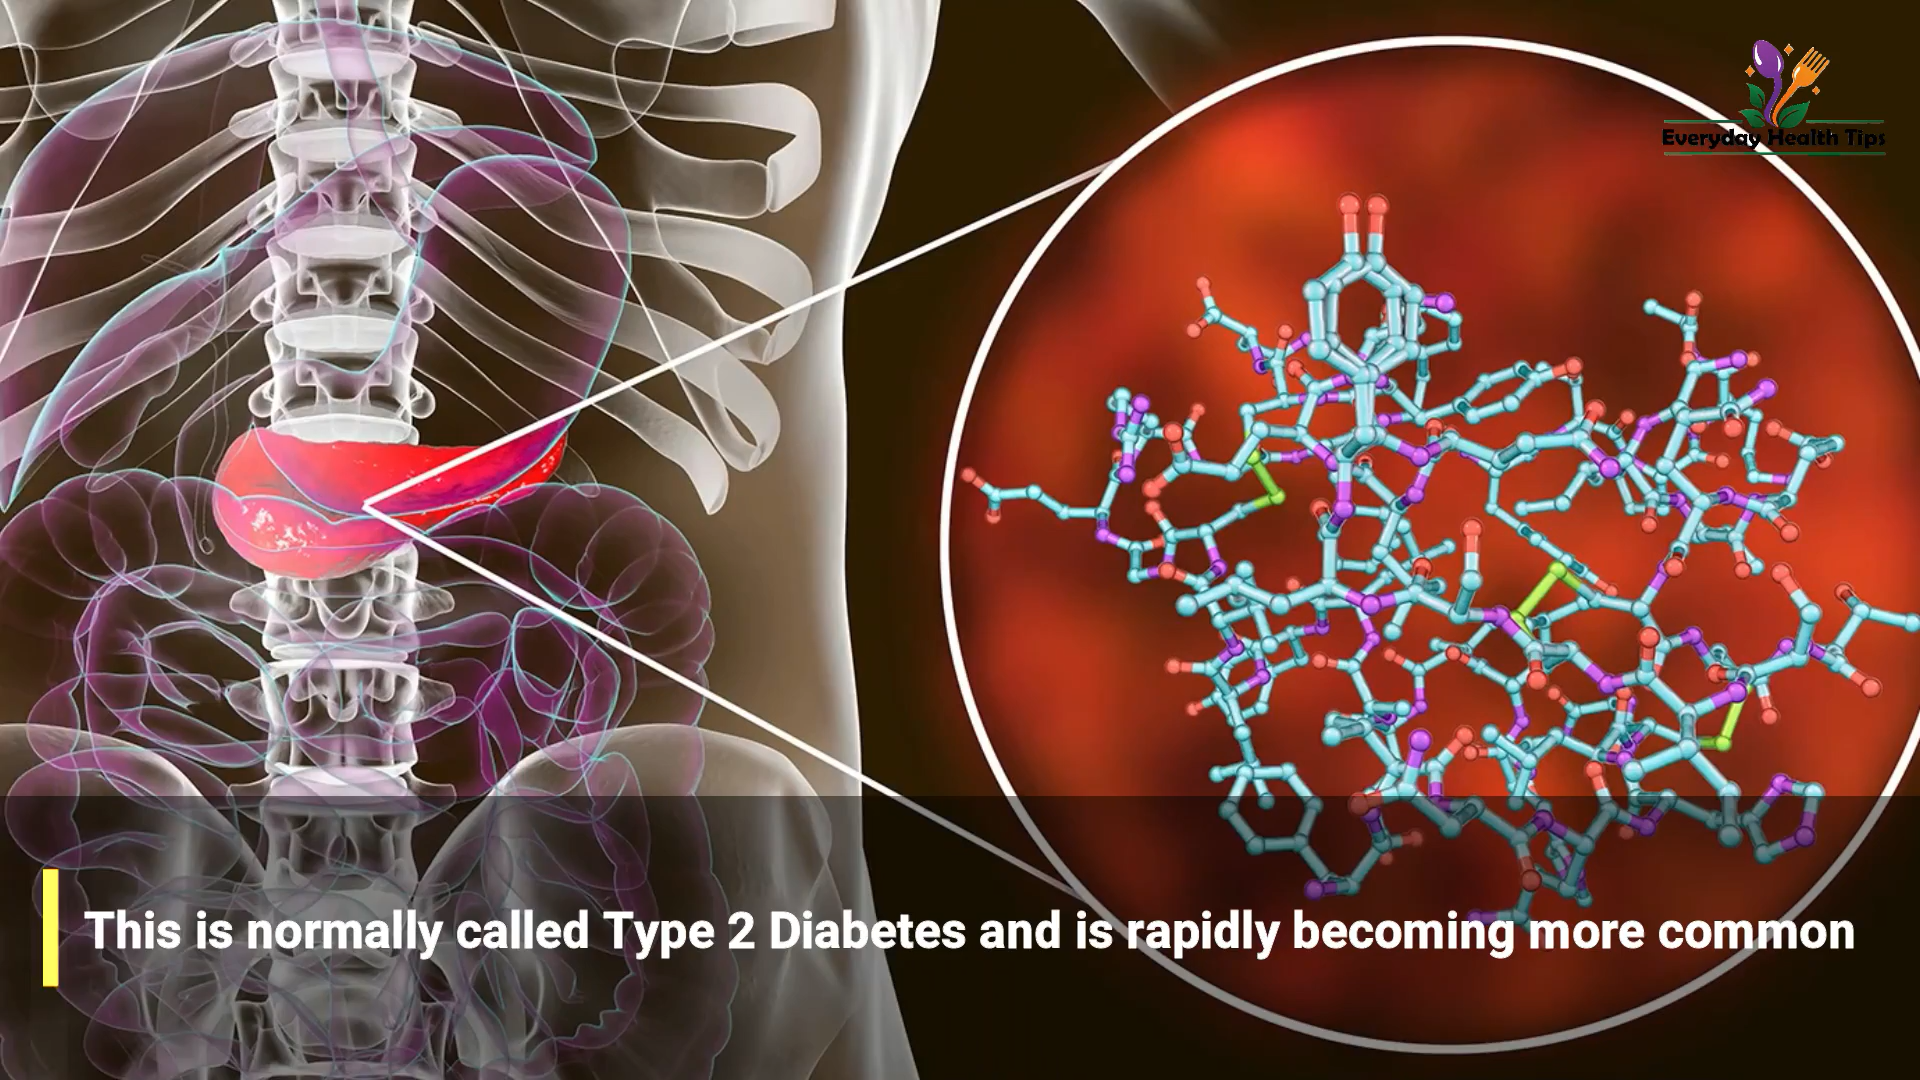 Everyday Health Tips
This is normally called Type 2 Diabetes and is rapidly becoming more common